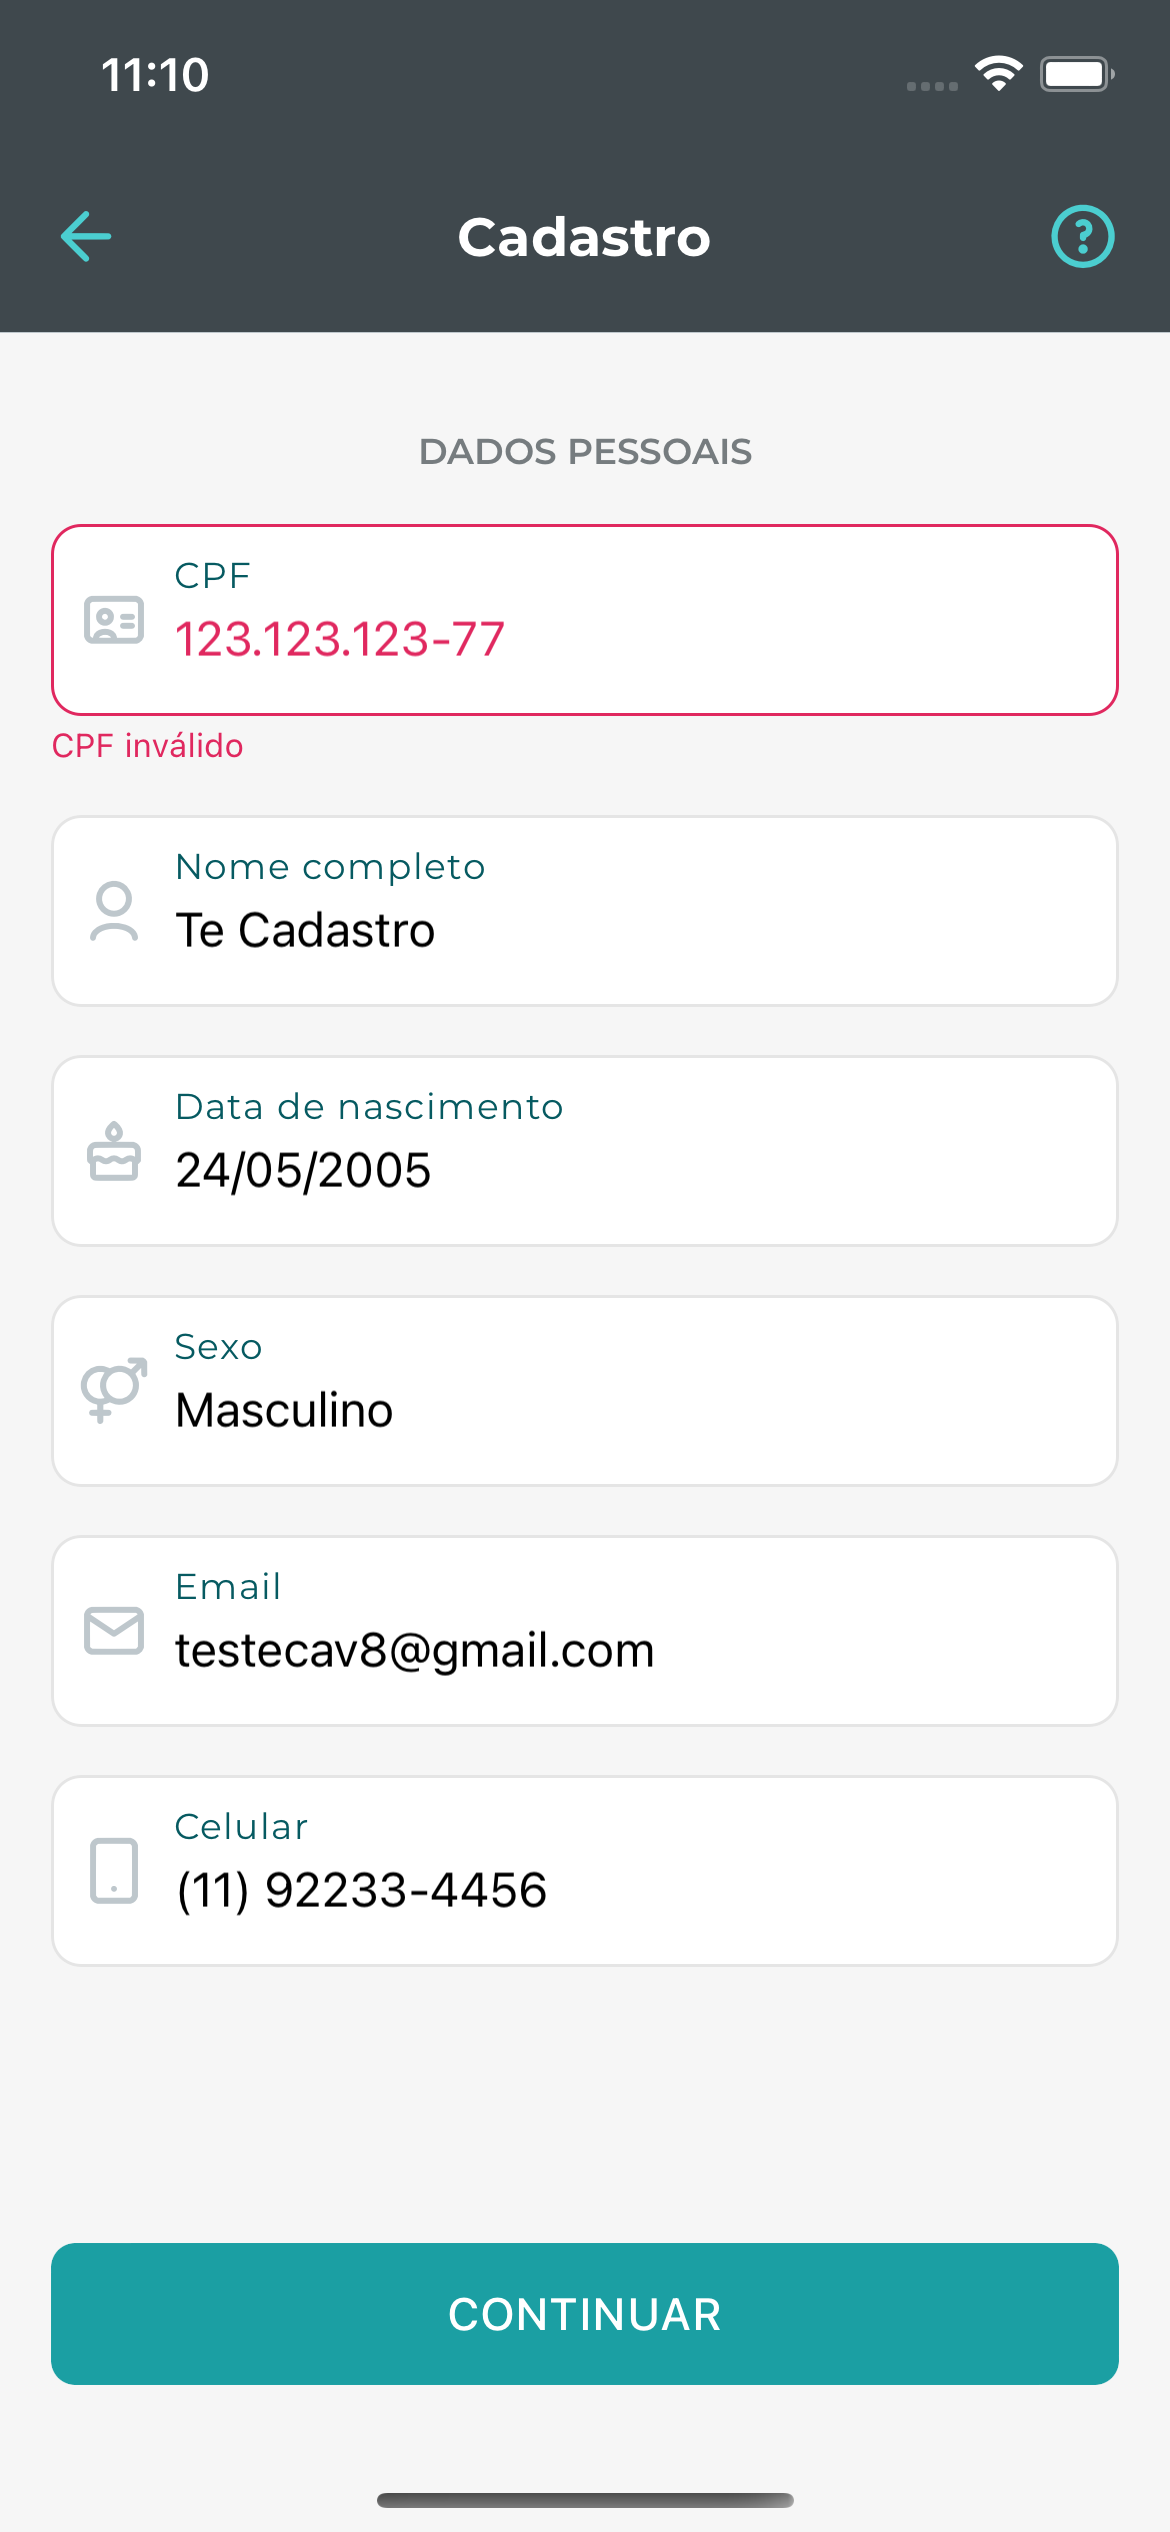 11:10
Cadastro
DADOS PESSOAIS
CPF
123.123.123-77
CPF inválido
Nome completo
Te Cadastro
Data de nascimento
24/05/2005
Sexo
Masculino
Email
testecav8@gmail.com
Celular
(11) 92233-4456
CONTINUAR